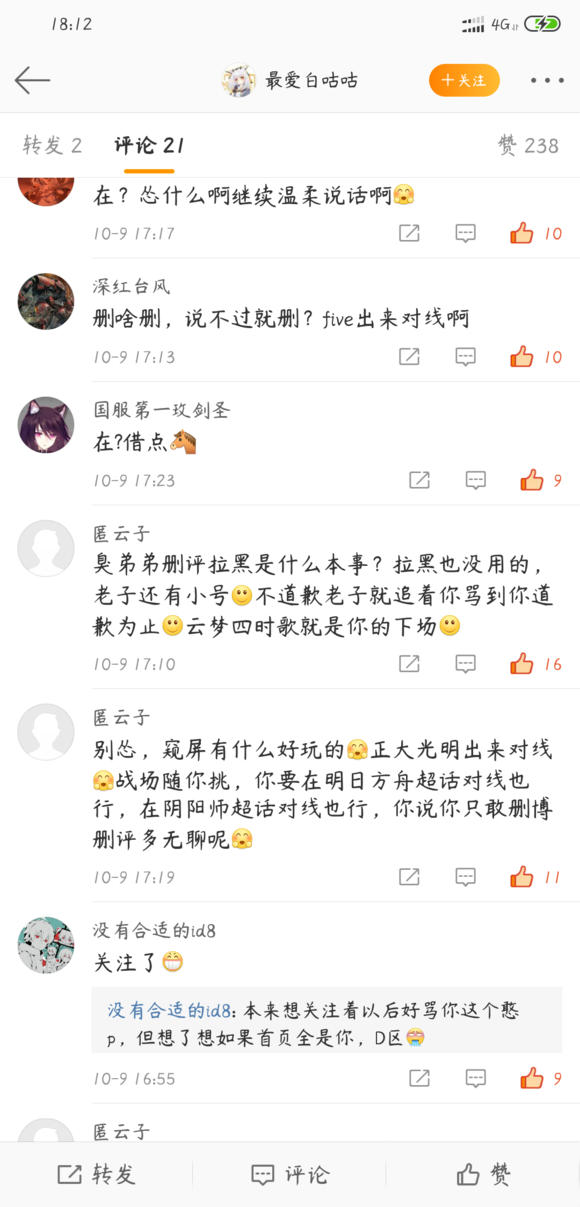 18:12
4G
最爱白咕咕
+关注
转发 2
评论 21
赞 238
在？怂什么啊继续温柔说话啊🤗
10-9 17:17
10
深红台风
删啥删，说不过就删？five出来对线啊
10-9 17:13
10
国服第一玫剑圣
在?借点🐴
10-9 17:23
9
匿云子
臭弟弟删评拉黑是什么本事？拉黑也没用的，
老子还有小号🙂不道歉老子就追着你骂到你道
歉为止🙂云梦四时歌就是你的下场🙂
10-9 17:10
16
匿云子
别怂，窥屏有什么好玩的🤗正大光明出来对线
🤗战场随你挑，你要在明日方舟超话对线也
行，在阴阳师超话对线也行，你说你只敢删博
删评多无聊呢🤗
10-9 17:19
11
没有合适的id8
关注了😁
没有合适的id8: 本来想关注着以后好骂你这个憨
p，但想了想如果首页全是你，D区😭
10-9 16:55
9
匿云子
转发
评论
赞